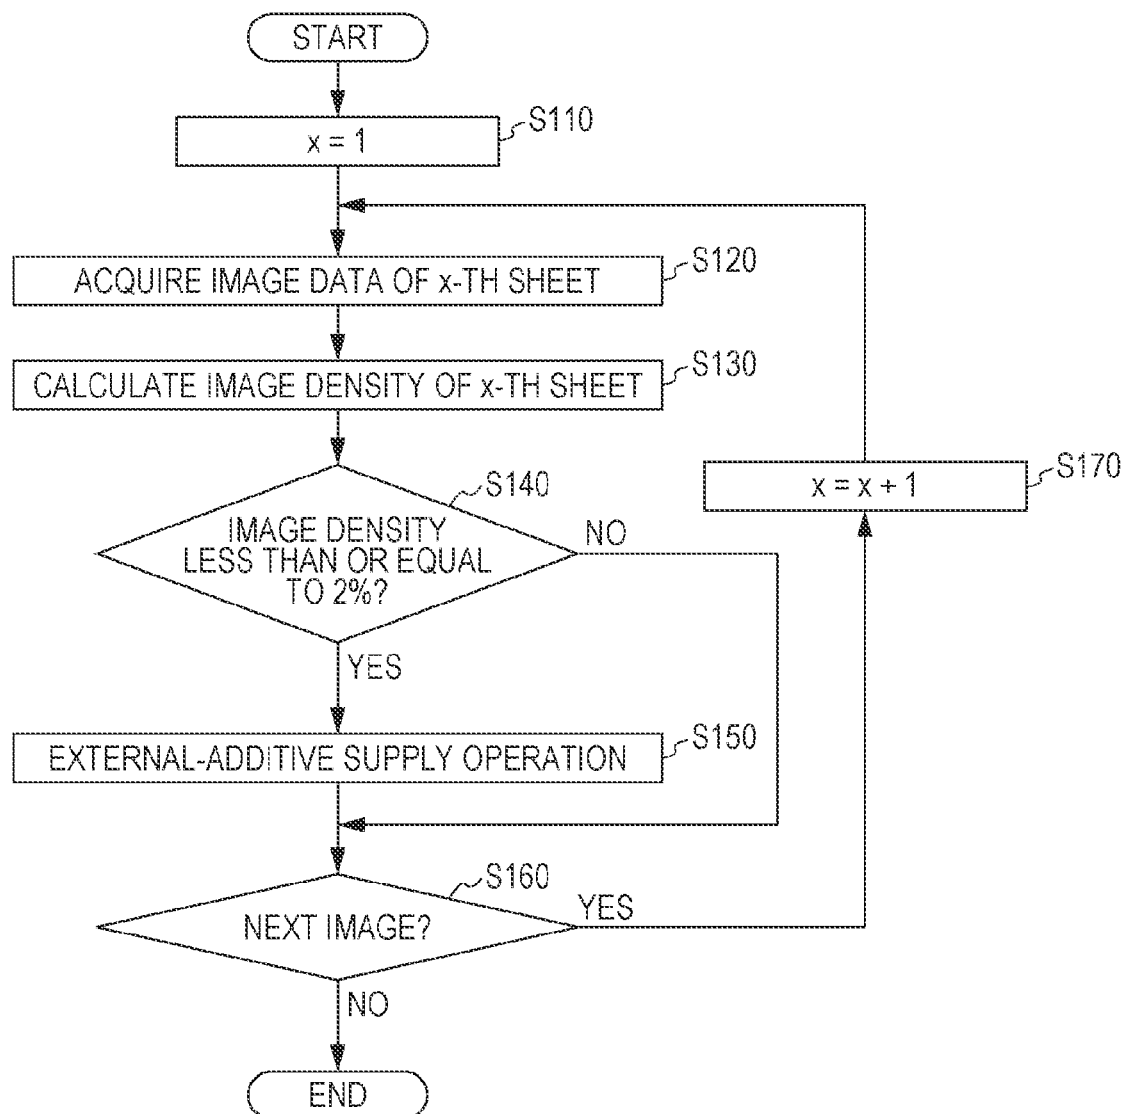 START
x = 1
S110
ACQUIRE IMAGE DATA OF x-TH SHEET
S120
CALCULATE IMAGE DENSITY OF x-TH SHEET
S130
S140
IMAGE DENSITY
LESS THAN OR EQUAL
TO 2%?
NO
YES
x = x + 1
S170
EXTERNAL-ADDITIVE SUPPLY OPERATION
S150
S160
NEXT IMAGE?
YES
NO
END